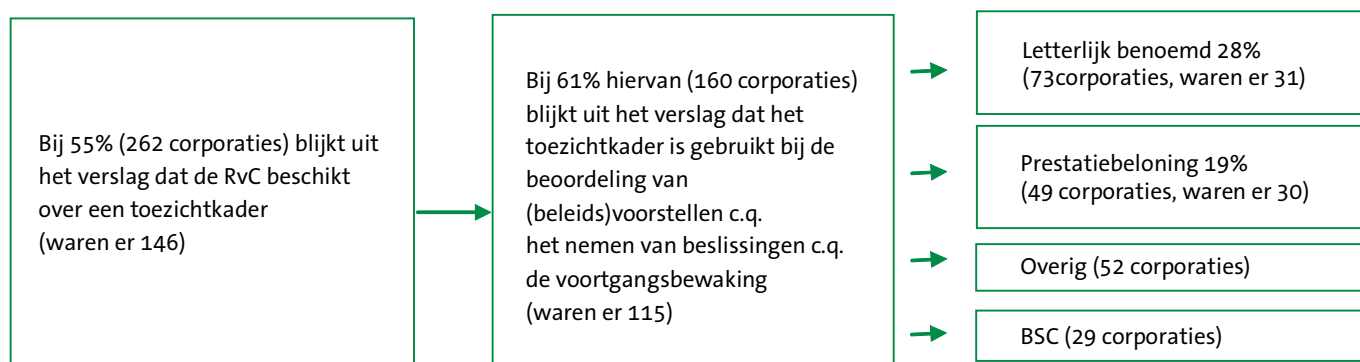 Bij 55% (262 corporaties) blijkt uit
het verslag dat de RvC beschikt
over een toezichtkader
(waren er 146)
Bij 61% hiervan (160 corporaties)
blijkt uit het verslag dat het
toezichtkader is gebruikt bij de
beoordeling van
(beleids)voorstellen c.q.
het nemen van beslissingen c.q.
de voortgangsbewaking
(waren er 115)
Letterlijk benoemd 28%
(73corporaties, waren er 31)
Prestatiebeloning 19%
(49 corporaties, waren er 30)
Overig (52 corporaties)
BSC (29 corporaties)